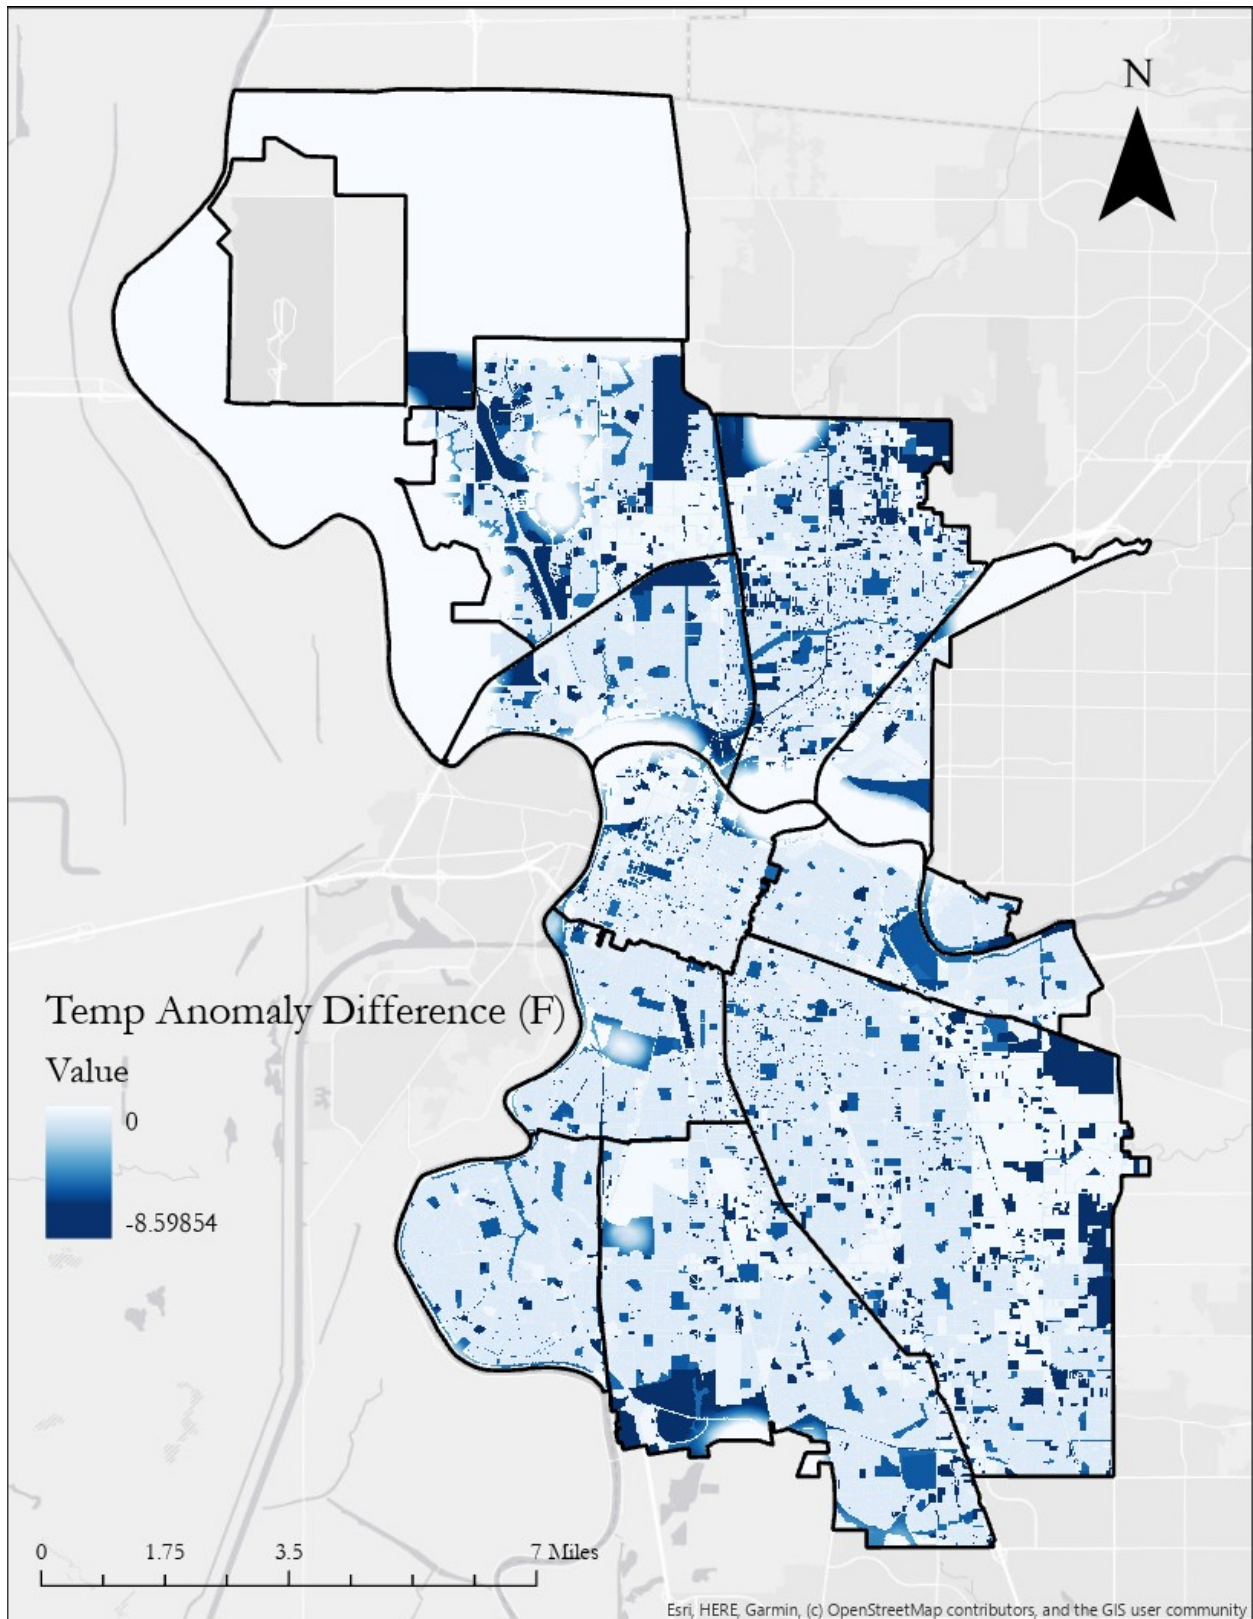 N
Temp Anomaly Difference (F)
Value
0
-8.59854
0 1.75 3.5 7 Miles
Esri, HERE, Garmin, (c) OpenStreetMap contributors, and the GIS user community